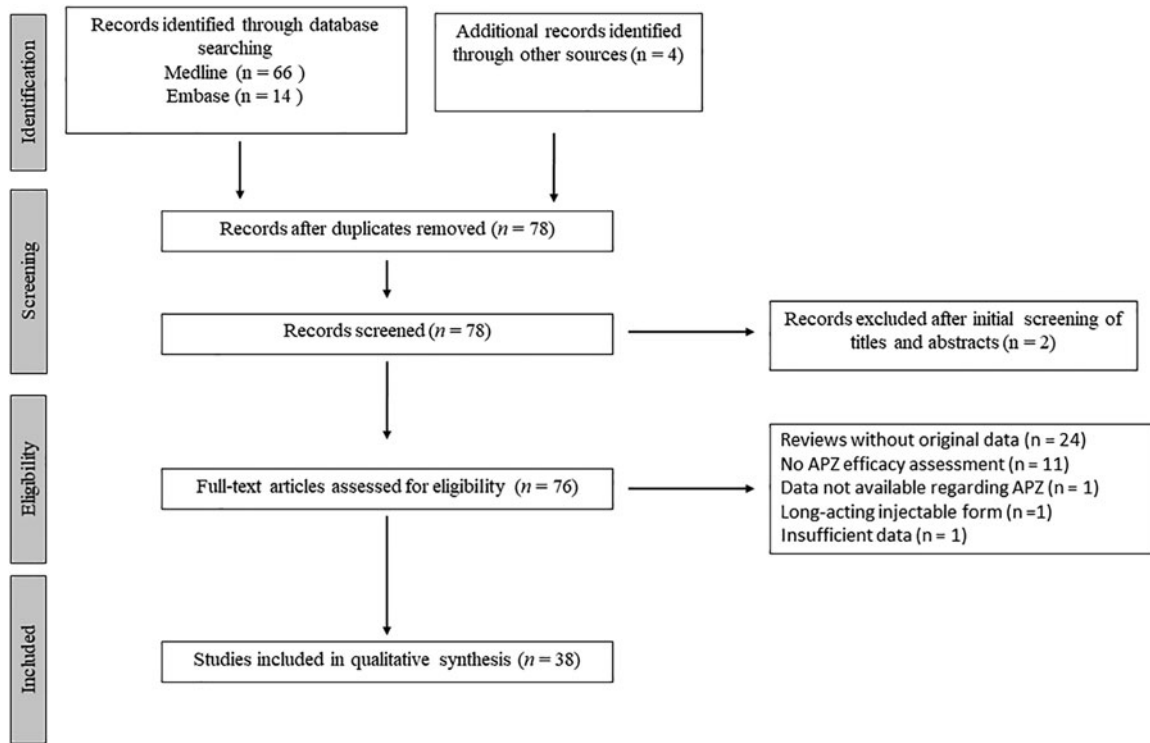 Identification
Records identified through database
searching
Medline (n = 66 )
Embase (n = 14 )
Additional records identified
through other sources (n = 4)
Screening
Records after duplicates removed (n = 78)
Records screened (n = 78)
Records excluded after initial screening of
titles and abstracts (n = 2)
Eligibility
Full-text articles assessed for eligibility (n = 76)
Reviews without original data (n = 24)
No APZ efficacy assessment (n = 11)
Data not available regarding APZ (n = 1)
Long-acting injectable form (n =1)
Insufficient data (n = 1)
Included
Studies included in qualitative synthesis (n = 38)